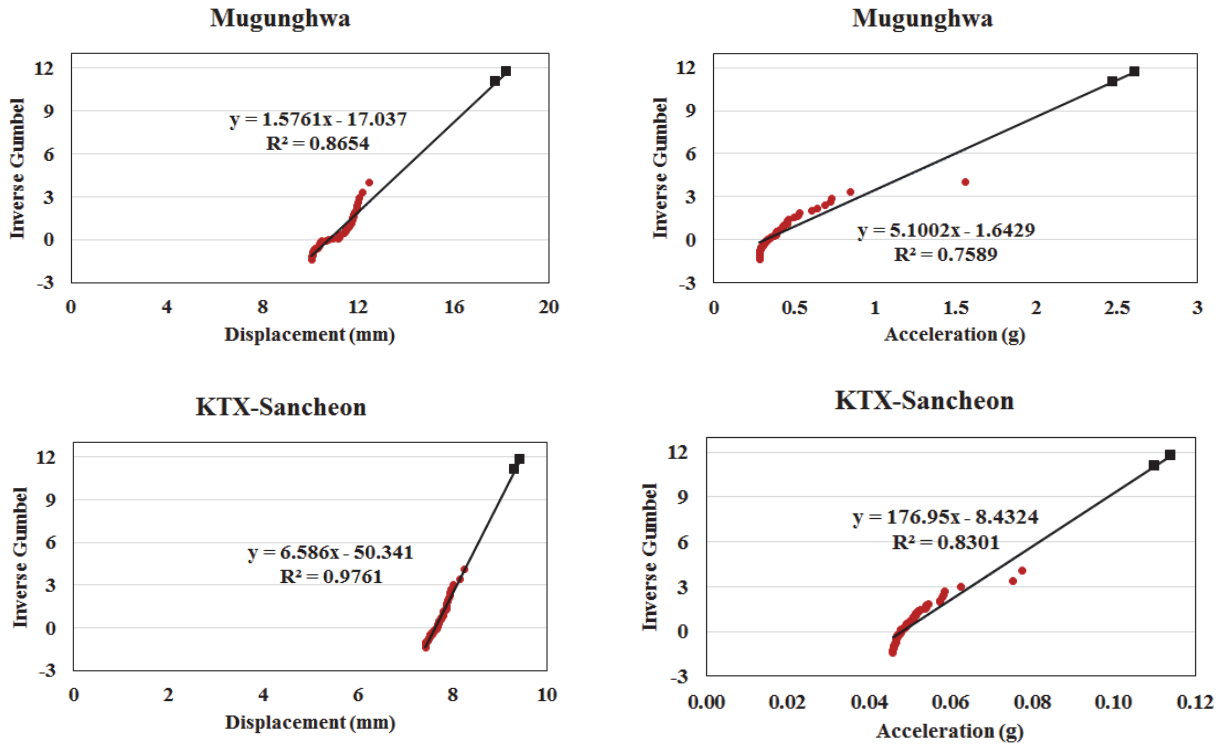 Mugunghwa
12
9
6
3
0
-3
Inverse Gumbel
y = 1.5761x - 17.037
R² = 0.8654
0 4 8 12 16 20
Displacement (mm)
Mugunghwa
12
9
6
3
0
-3
Inverse Gumbel
y = 5.1002x - 1.6429
R² = 0.7589
0 0.5 1 1.5 2 2.5 3
Acceleration (g)
KTX-Sancheon
12
9
6
3
0
-3
Inverse Gumbel
y = 6.586x - 50.341
R² = 0.9761
0 2 4 6 8 10
Displacement (mm)
KTX-Sancheon
12
9
6
3
0
-3
Inverse Gumbel
y = 176.95x - 8.4324
R² = 0.8301
0.00 0.02 0.04 0.06 0.08 0.10 0.12
Acceleration (g)